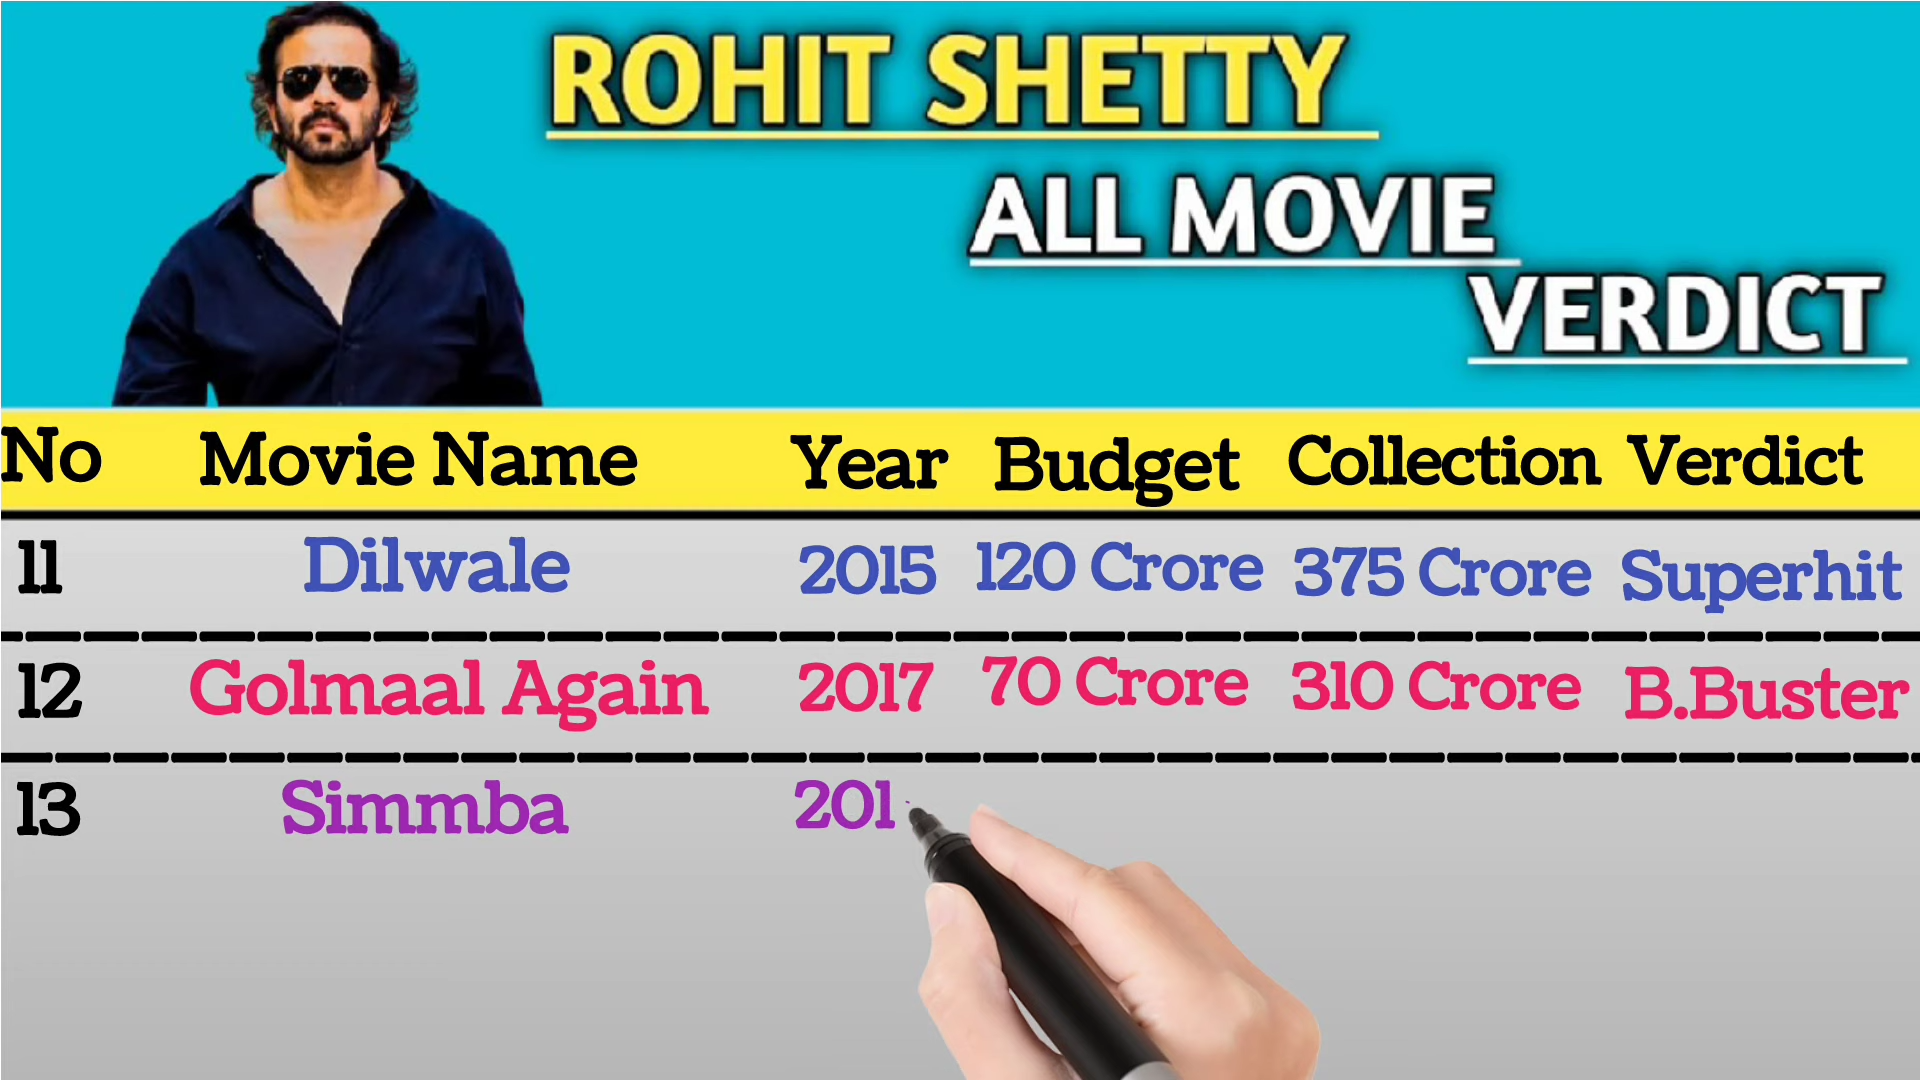 ROHIT SHETTY
ALL MOVIE
VERDICT
No Movie Name Year Budget Collection Verdict
11 Dilwale 2015 120 Crore 375 Crore Superhit
12 Golmaal Again 2017 70 Crore 310 Crore B.Buster
13 Simmba 201